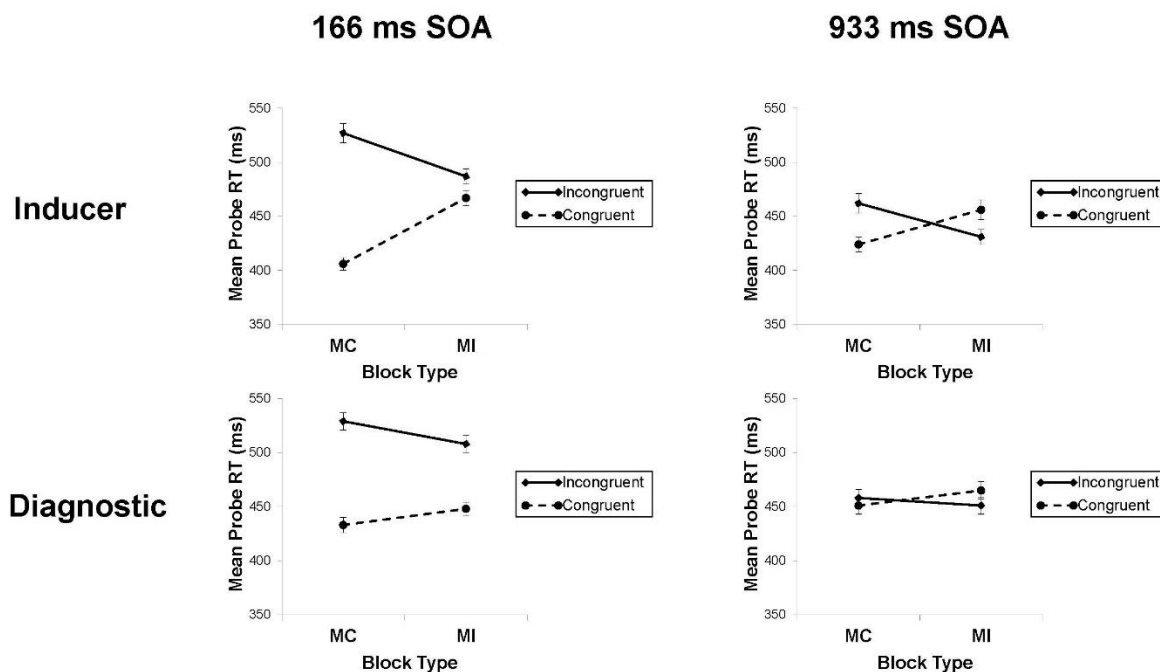 166 ms SOA
933 ms SOA
Inducer
Mean Probe RT (ms)
550
500
450
400
350
MC
MI
Block Type
Incongruent
Congruent
Mean Probe RT (ms)
550
500
450
400
350
MC
MI
Block Type
Incongruent
Congruent
Diagnostic
Mean Probe RT (ms)
550
500
450
400
350
MC
MI
Block Type
Incongruent
Congruent
Mean Probe RT (ms)
550
500
450
400
350
MC
MI
Block Type
Incongruent
Congruent